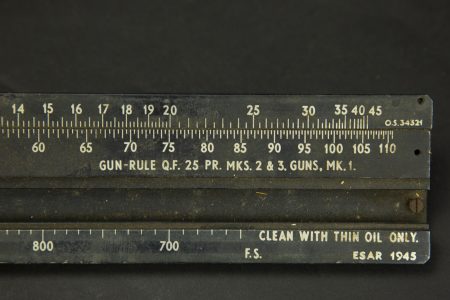 14 15 16 17 18 19 20 25 30 35 40 45
O.S.345ZI
60 65 70 75 80 85 90 95 100 105 110
GUN-RULE Q.F. 25 PR. MKS. 2 & 3. GUNS, MK.1.
800 700 CLEAN WITH THIN OIL ONLY.
F.S. ESAR 1945